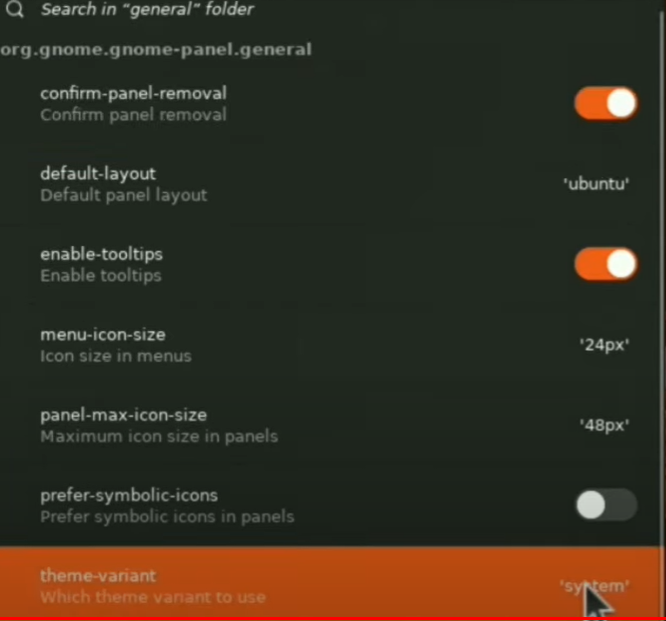 Search in “general” folder
org.gnome.gnome-panel.general
confirm-panel-removal
Confirm panel removal
default-layout
Default panel layout
'ubuntu'
enable-tooltips
Enable tooltips
menu-icon-size
Icon size in menus
'24px'
panel-max-icon-size
Maximum icon size in panels
'48px'
prefer-symbolic-icons
Prefer symbolic icons in panels
theme-variant
Which theme variant to use
'system'